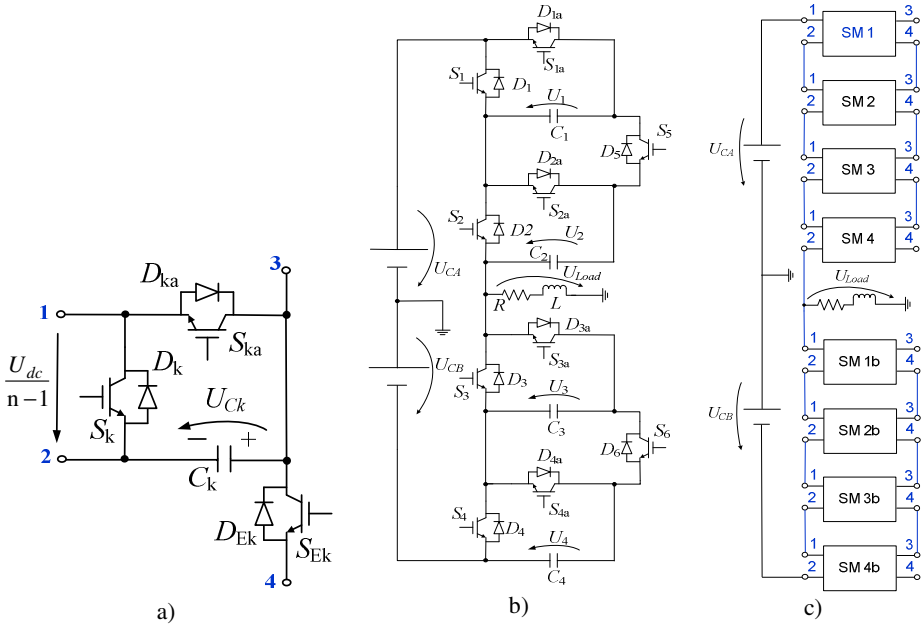 1
D_ka
3
S_ka
D_k
U_dc
n−1
S_k
U_Ck
−
+
2
C_k
D_Ek
S_Ek
4
a)
D_1a
S_1a
S_1
D_1
U_1
C_1
S_5
D_5
D_2a
S_2a
S_2
D2
U_2
C_2
U_CA
U_Load
R
L
D_3a
S_3a
U_CB
S_3
D_3
U_3
C_3
S_6
D_6
D_4a
S_4a
S_4
D_4
U_4
C_4
b)
1 SM 1 3
2 4
1 SM 2 3
2 4
U_CA
1 SM 3 3
2 4
1 SM 4 3
2 4
U_Load
1 SM 1b 3
2 4
U_CB
1 SM 2b 3
2 4
1 SM 3b 3
2 4
1 SM 4b 3
2 4
c)